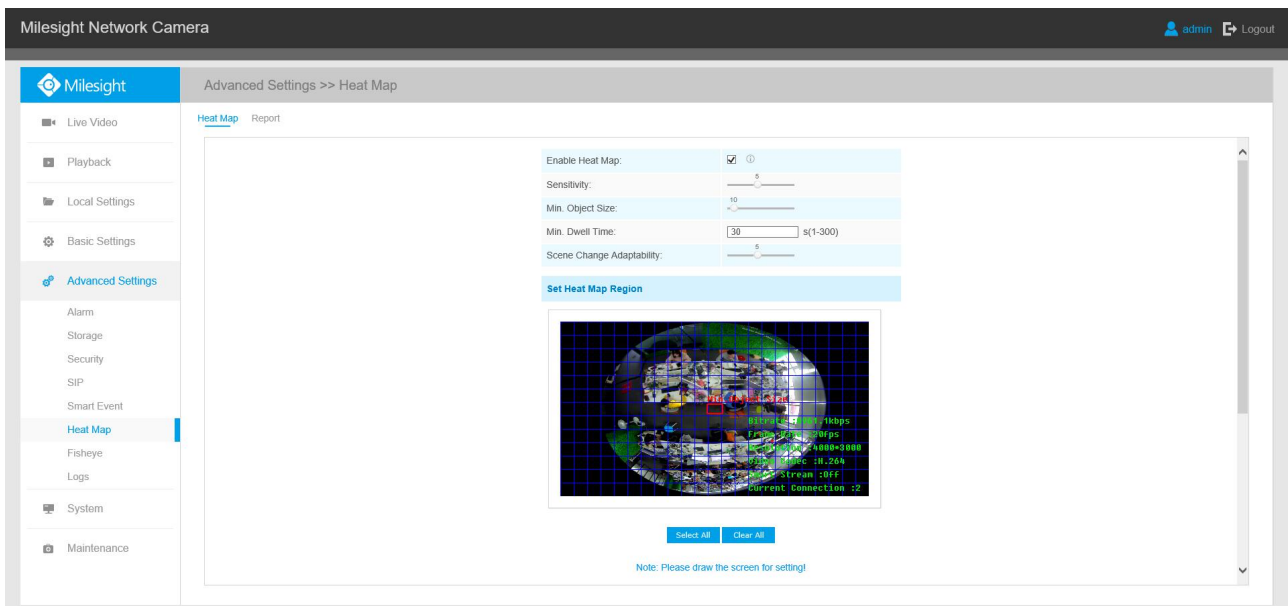 Milesight Network Camera
admin Logout
Milesight
Advanced Settings >> Heat Map
Live Video
Playback
Local Settings
Basic Settings
Advanced Settings
Alarm
Storage
Security
SIP
Smart Event
Heat Map
Fisheye
Logs
System
Maintenance
Heat Map Report
Enable Heat Map:
Sensitivity: 5
Min. Object Size: 10
Min. Dwell Time: 30 s(1-300)
Scene Change Adaptability: 5
Set Heat Map Region
:4000*3000
:H.264
Stream :OFF
Current Connection :2
Select All Clear All
Note: Please draw the screen for setting!